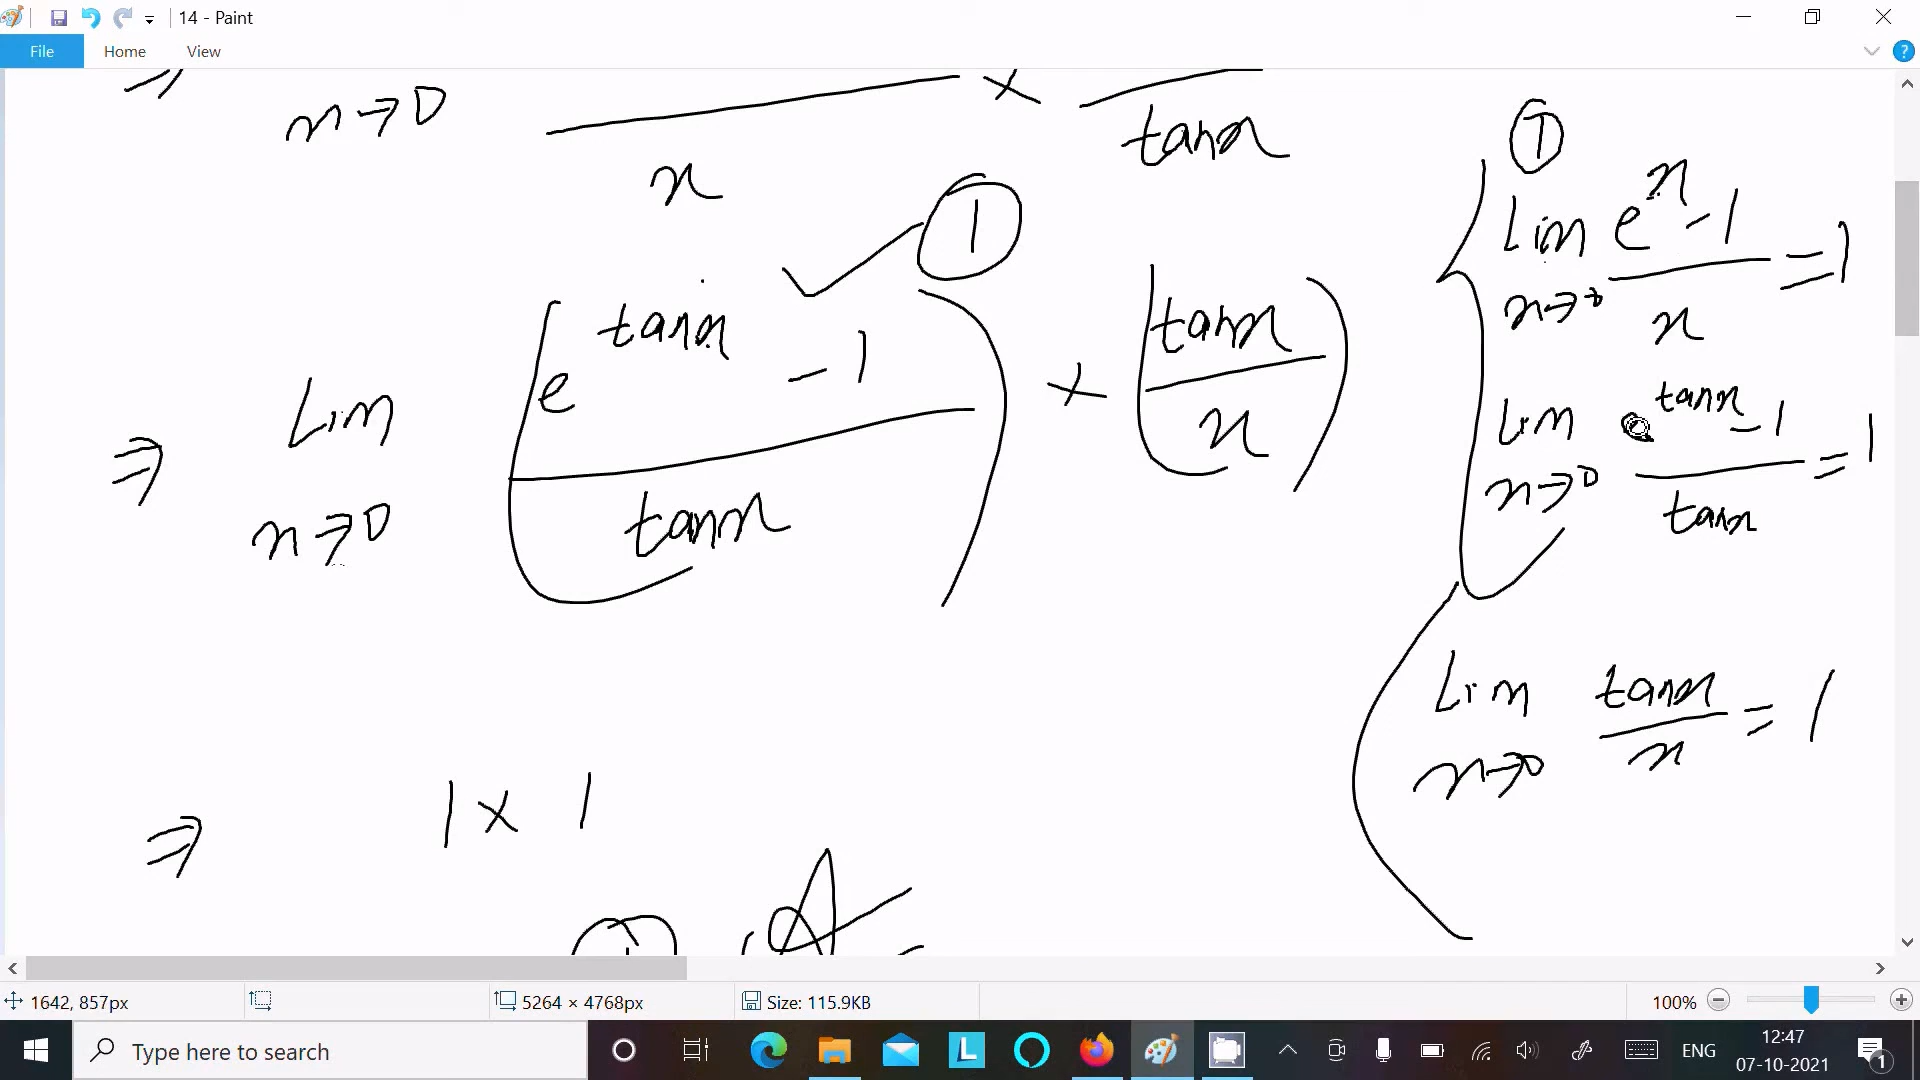 14 - Paint
File Home View
⇒ x→0 x × tanx
1
⇒ Lim x→0 (e^tanx - 1 / tanx) × (tanx / x)
⇒ 1 × 1
1
Lim x→0 e^x - 1 / x = 1
Lim x→0 e^tanx - 1 / tanx = 1
Lim x→0 tanx / x = 1
1642, 857px 5264 × 4768px Size: 115.9KB 100%
Type here to search
ENG 12:47
07-10-2021
1